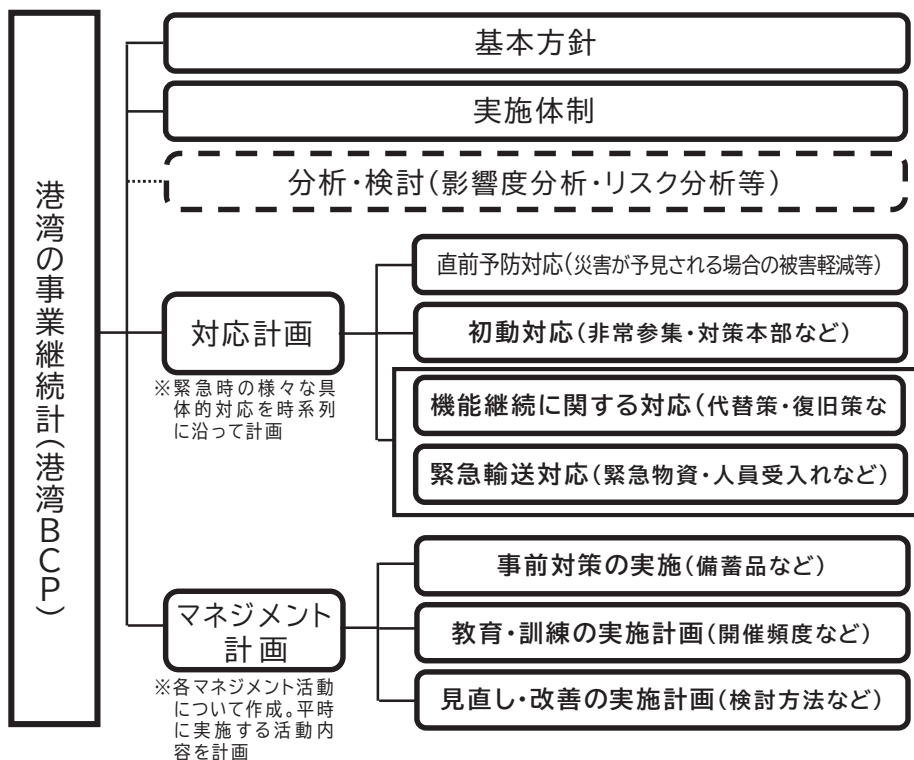 港湾の事業継続計(港湾BCP)
基本方針
実施体制
分析・検討(影響度分析・リスク分析等)
対応計画
※緊急時の様々な具
体的対応を時系列
に沿って計画
直前予防対応(災害が予見される場合の被害軽減等)
初動対応(非常参集・対策本部など)
機能継続に関する対応(代替策・復旧策な
緊急輸送対応(緊急物資・人員受入れなど)
マネジメント
計画
※各マネジメント活動
について作成。平時
に実施する活動内
容を計画
事前対策の実施(備蓄品など)
教育・訓練の実施計画(開催頻度など)
見直し・改善の実施計画(検討方法など)